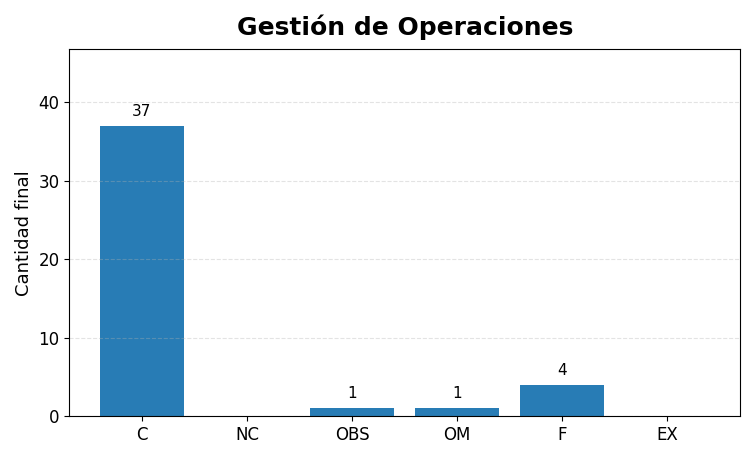 Gestión de Operaciones
Cantidad final
40
30
20
10
0
37
1
1
4
C
NC
OBS
OM
F
EX